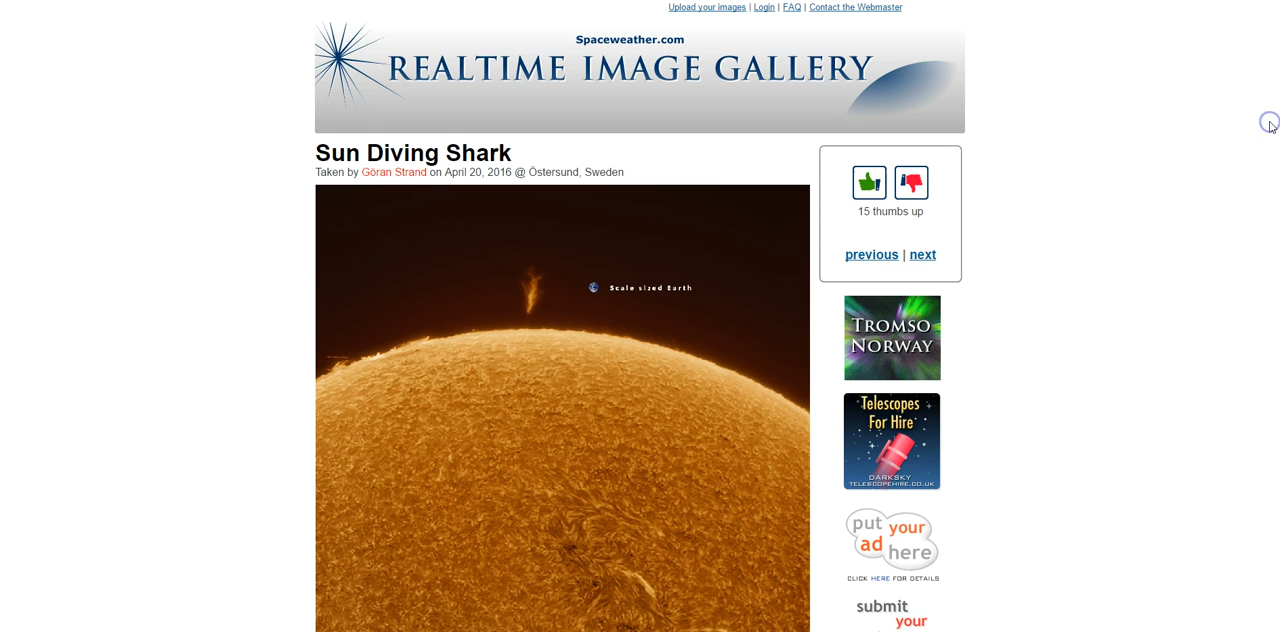 Upload your images | Login | FAQ | Contact the Webmaster
Spaceweather.com
REALTIME IMAGE GALLERY
Sun Diving Shark
Taken by Göran Strand on April 20, 2016 @ Östersund, Sweden
Scale sized Earth
15 thumbs up
previous | next
TROMSO
NORWAY
Telescopes
For Hire
DARKSKY
TELESCOPEHIRE.CO.UK
put your
ad here
CLICK HERE FOR DETAILS
submit
your